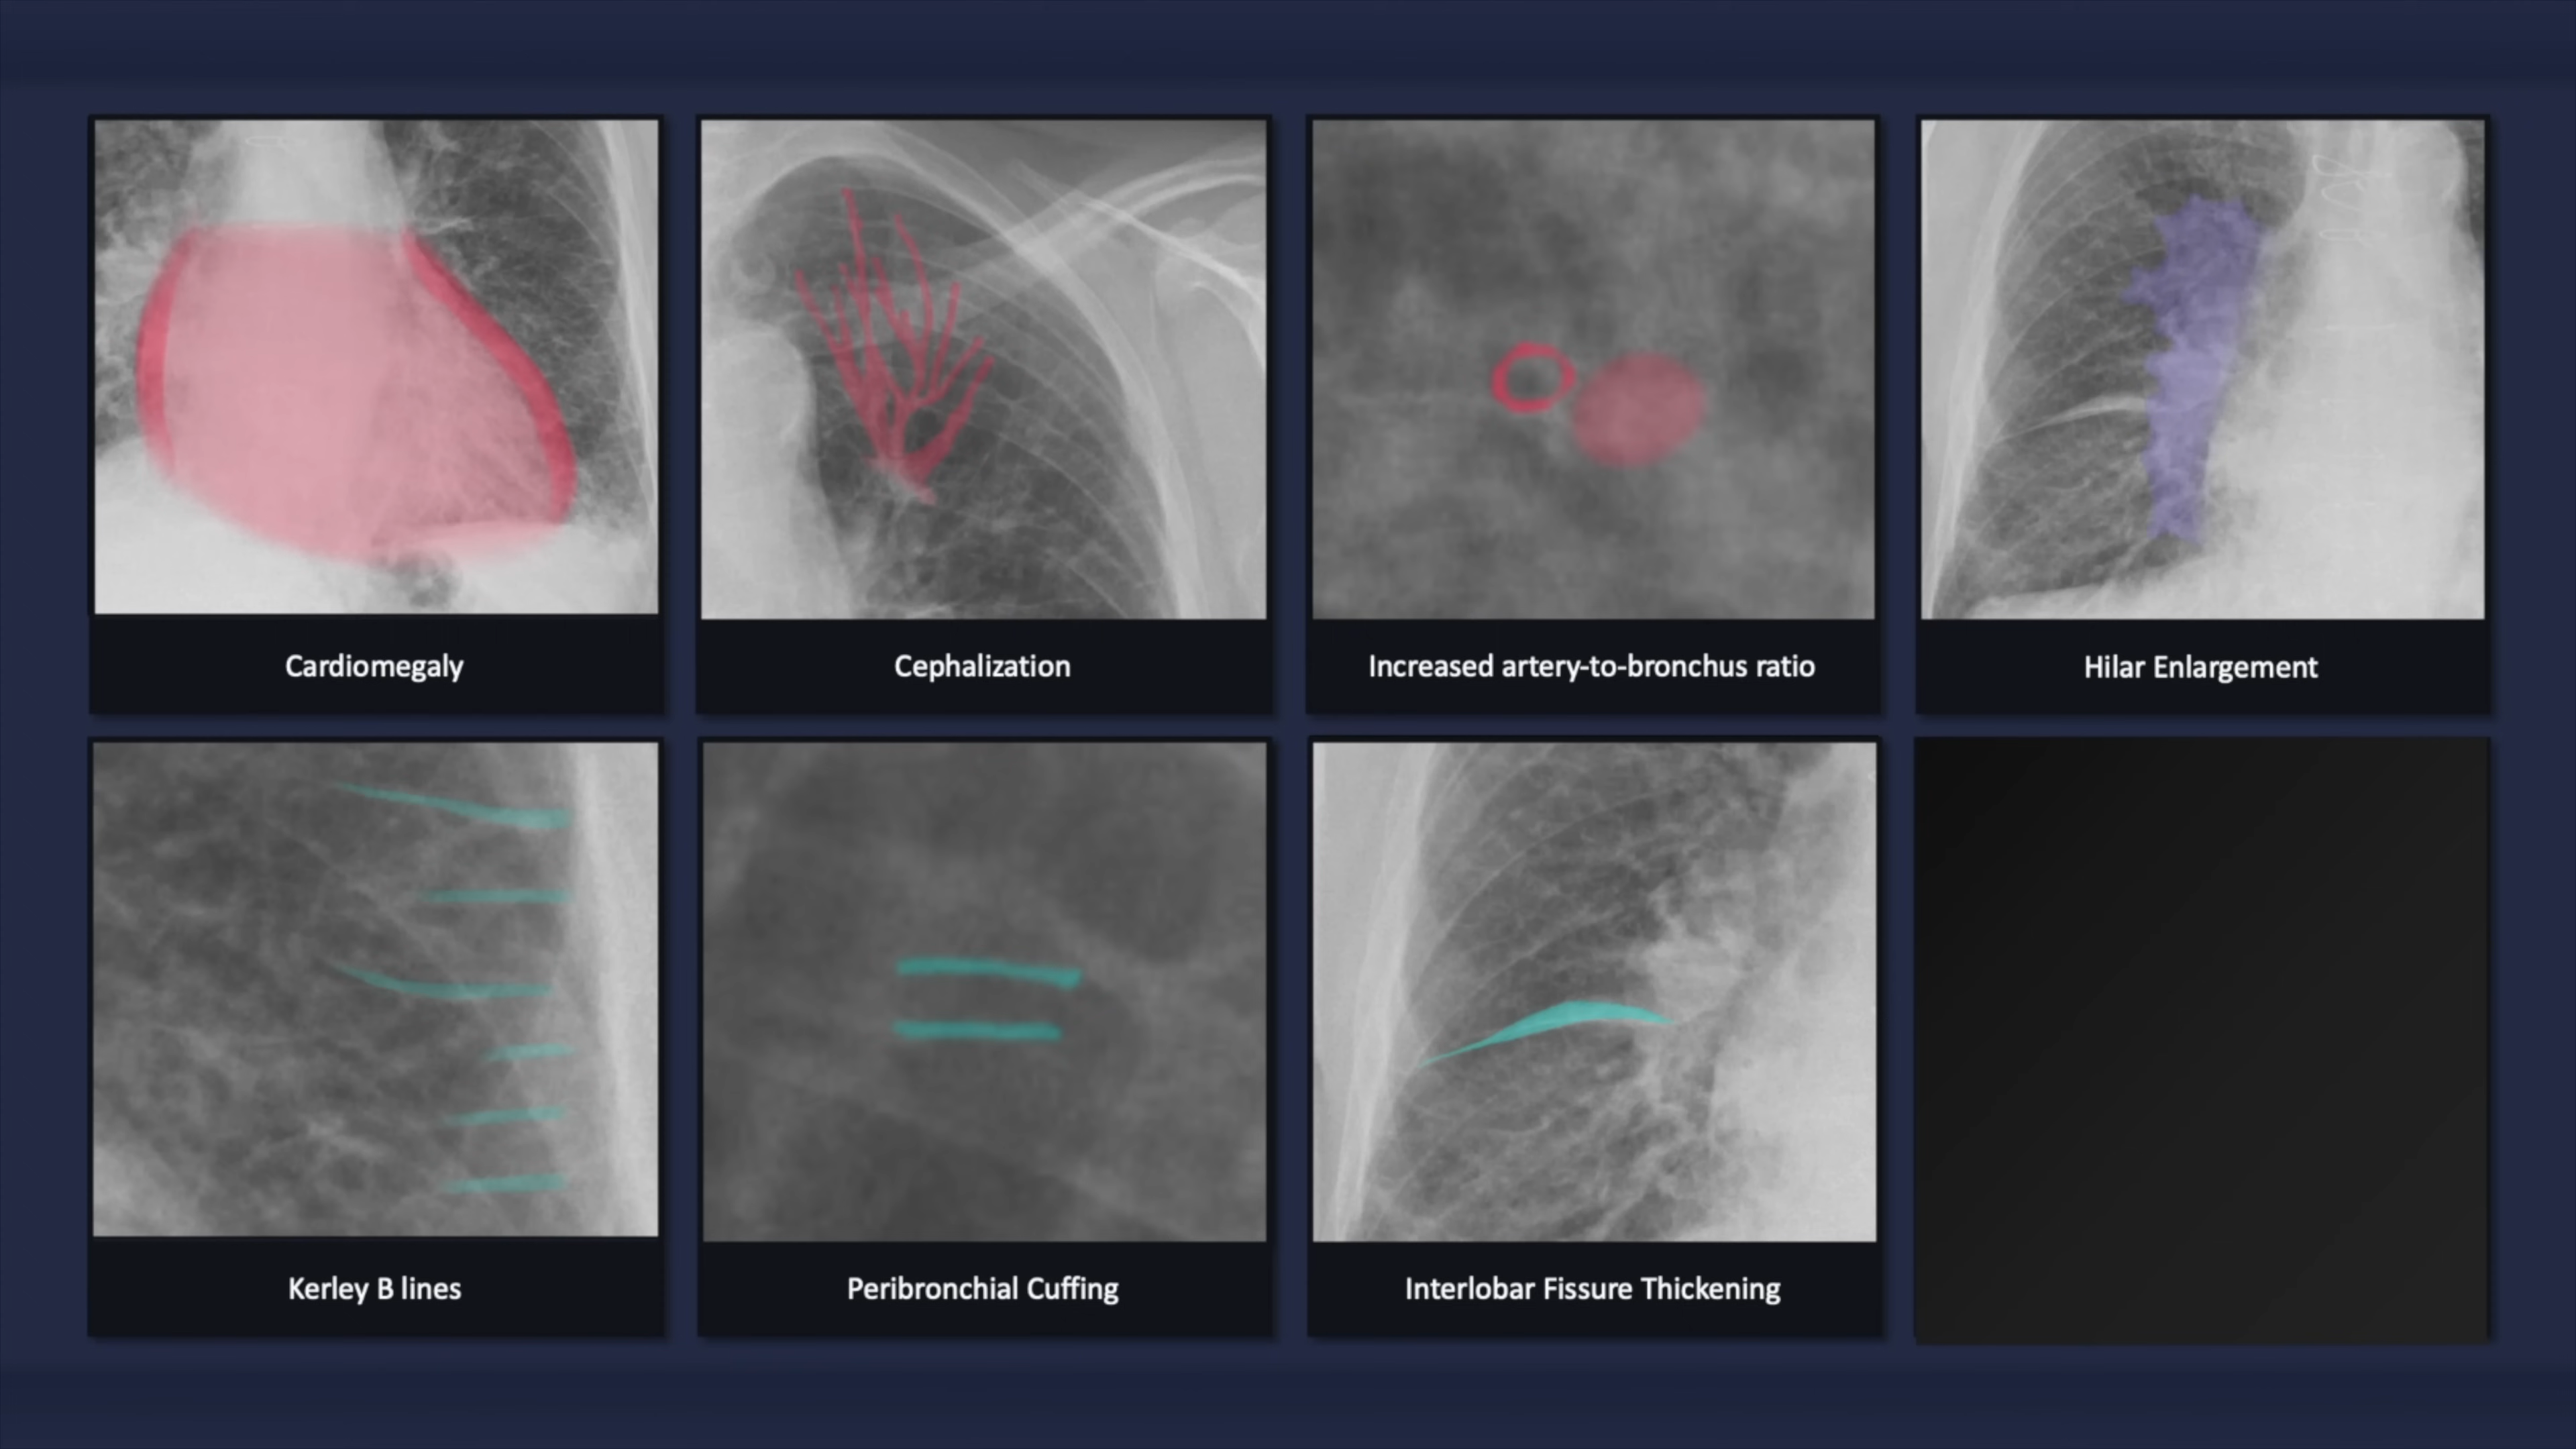 Cardiomegaly
Cephalization
Increased artery-to-bronchus ratio
Hilar Enlargement
Kerley B lines
Peribronchial Cuffing
Interlobar Fissure Thickening